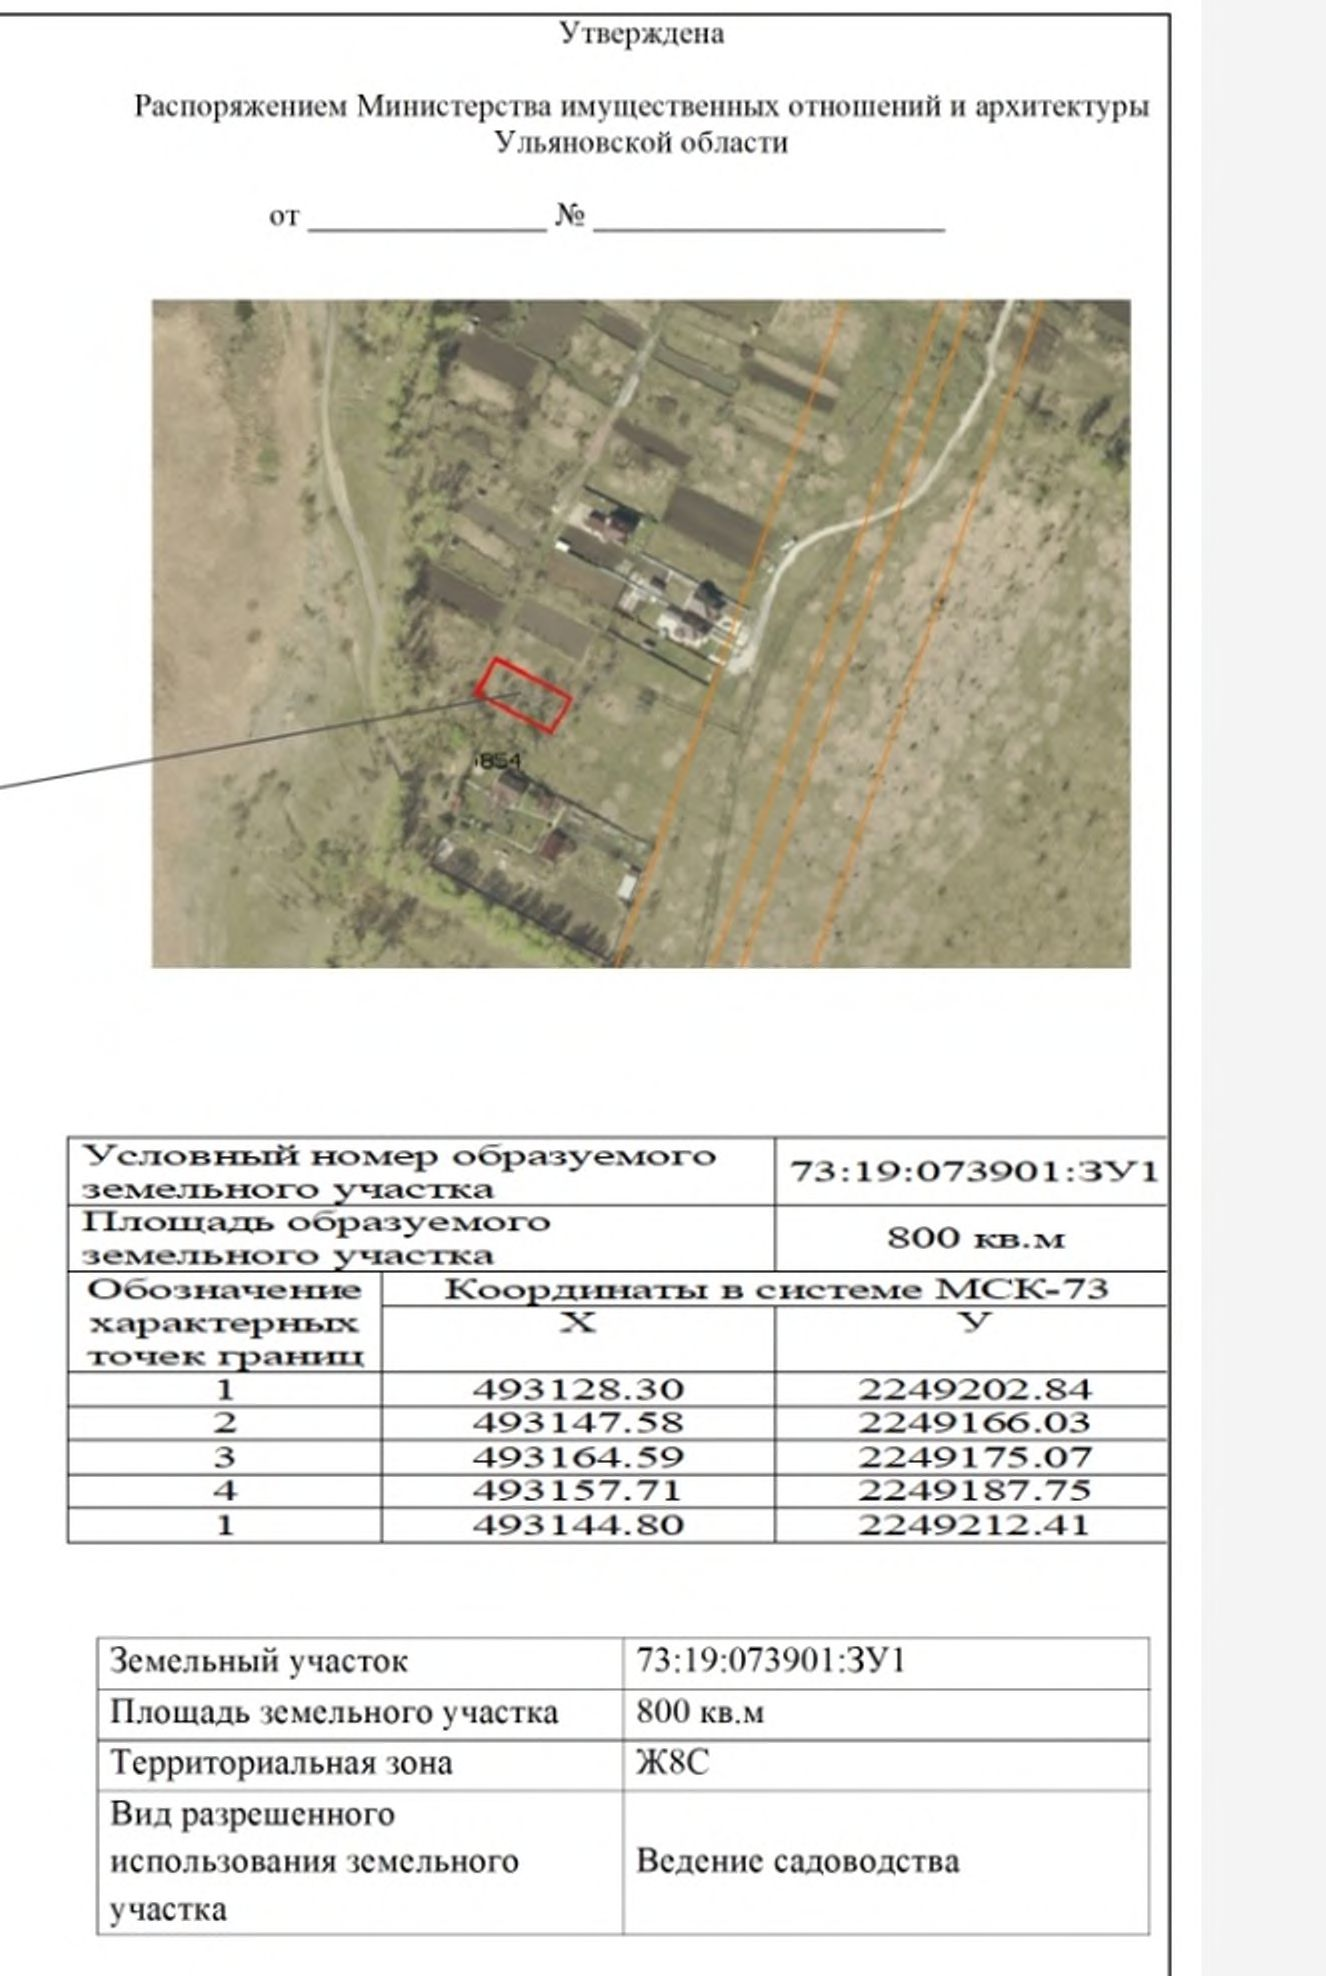 Утверждена
Распоряжением Министерства имущественных отношений и архитектуры
Ульяновской области
от _______________ № ______________________
854
Условный номер образуемого
земельного участка
73:19:073901:ЗУ1
Площадь образуемого
земельного участка
800 кв.м
Обозначение
характерных
точек границ
Координаты в системе МСК-73
Х
У
1 493128.30 2249202.84
2 493147.58 2249166.03
3 493164.59 2249175.07
4 493157.71 2249187.75
1 493144.80 2249212.41
Земельный участок 73:19:073901:ЗУ1
Площадь земельного участка 800 кв.м
Территориальная зона Ж8С
Вид разрешенного
использования земельного
участка
Ведение садоводства